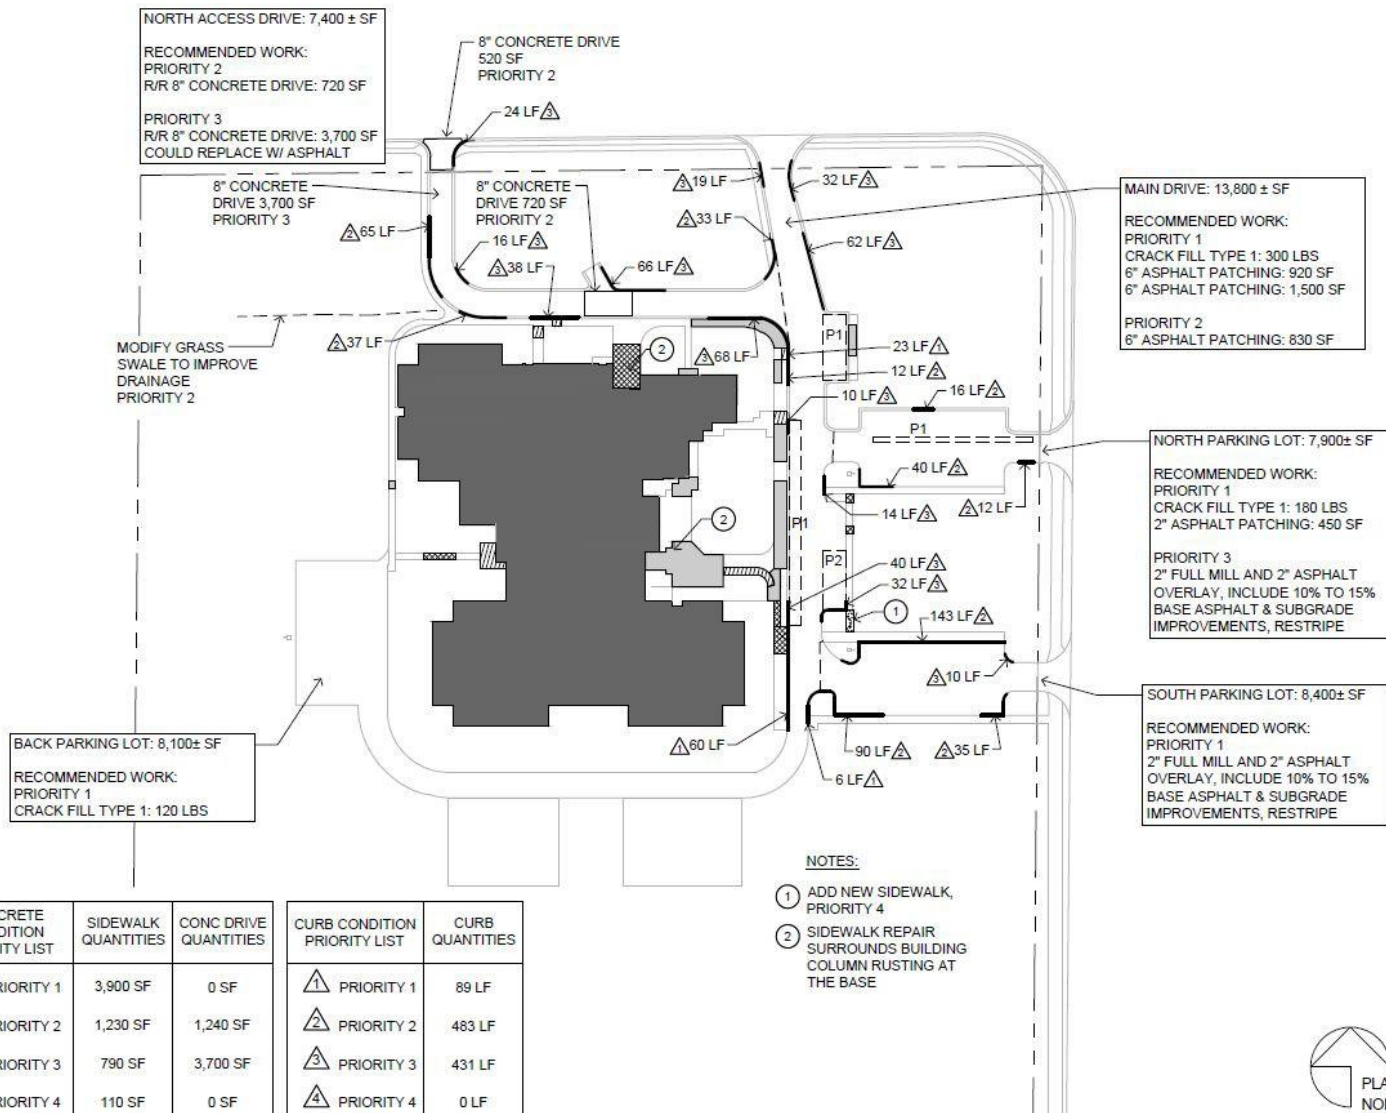 NORTH ACCESS DRIVE: 7,400 ± SF
RECOMMENDED WORK:
PRIORITY 2
R/R 8" CONCRETE DRIVE: 720 SF
PRIORITY 3
R/R 8" CONCRETE DRIVE: 3,700 SF
COULD REPLACE W/ ASPHALT
8" CONCRETE DRIVE
520 SF
PRIORITY 2
24 LF 3
8" CONCRETE
DRIVE 3,700 SF
PRIORITY 3
8" CONCRETE
DRIVE 720 SF
PRIORITY 2
3 19 LF
32 LF 3
2 33 LF
2 65 LF
16 LF 3
3 38 LF
66 LF 3
62 LF 3
MAIN DRIVE: 13,800 ± SF
RECOMMENDED WORK:
PRIORITY 1
CRACK FILL TYPE 1: 300 LBS
6" ASPHALT PATCHING: 920 SF
6" ASPHALT PATCHING: 1,500 SF
PRIORITY 2
6" ASPHALT PATCHING: 830 SF
MODIFY GRASS
SWALE TO IMPROVE
DRAINAGE
PRIORITY 2
2 37 LF
2
3 68 LF
P1
23 LF 1
12 LF 2
10 LF 3
16 LF 2
P1
NORTH PARKING LOT: 7,900± SF
RECOMMENDED WORK:
PRIORITY 1
CRACK FILL TYPE 1: 180 LBS
2" ASPHALT PATCHING: 450 SF
PRIORITY 3
2" FULL MILL AND 2" ASPHALT
OVERLAY, INCLUDE 10% TO 15%
BASE ASPHALT & SUBGRADE
IMPROVEMENTS, RESTRIPE
40 LF 2
2 12 LF
14 LF 3
2
P1
P2
40 LF 3
32 LF 3
1
143 LF 2
3 10 LF
SOUTH PARKING LOT: 8,400± SF
RECOMMENDED WORK:
PRIORITY 1
2" FULL MILL AND 2" ASPHALT
OVERLAY, INCLUDE 10% TO 15%
BASE ASPHALT & SUBGRADE
IMPROVEMENTS, RESTRIPE
1 60 LF
90 LF 2
2 35 LF
6 LF 1
BACK PARKING LOT: 8,100± SF
RECOMMENDED WORK:
PRIORITY 1
CRACK FILL TYPE 1: 120 LBS
NOTES:
1 ADD NEW SIDEWALK,
PRIORITY 4
2 SIDEWALK REPAIR
SURROUNDS BUILDING
COLUMN RUSTING AT
THE BASE
CRETE
DITION
ITY LIST
SIDEWALK
QUANTITIES
CONC DRIVE
QUANTITIES
RIORITY 1 3,900 SF 0 SF
RIORITY 2 1,230 SF 1,240 SF
RIORITY 3 790 SF 3,700 SF
RIORITY 4 110 SF 0 SF
CURB CONDITION
PRIORITY LIST
CURB
QUANTITIES
1 PRIORITY 1 89 LF
2 PRIORITY 2 483 LF
3 PRIORITY 3 431 LF
4 PRIORITY 4 0 LF
PLA
NO